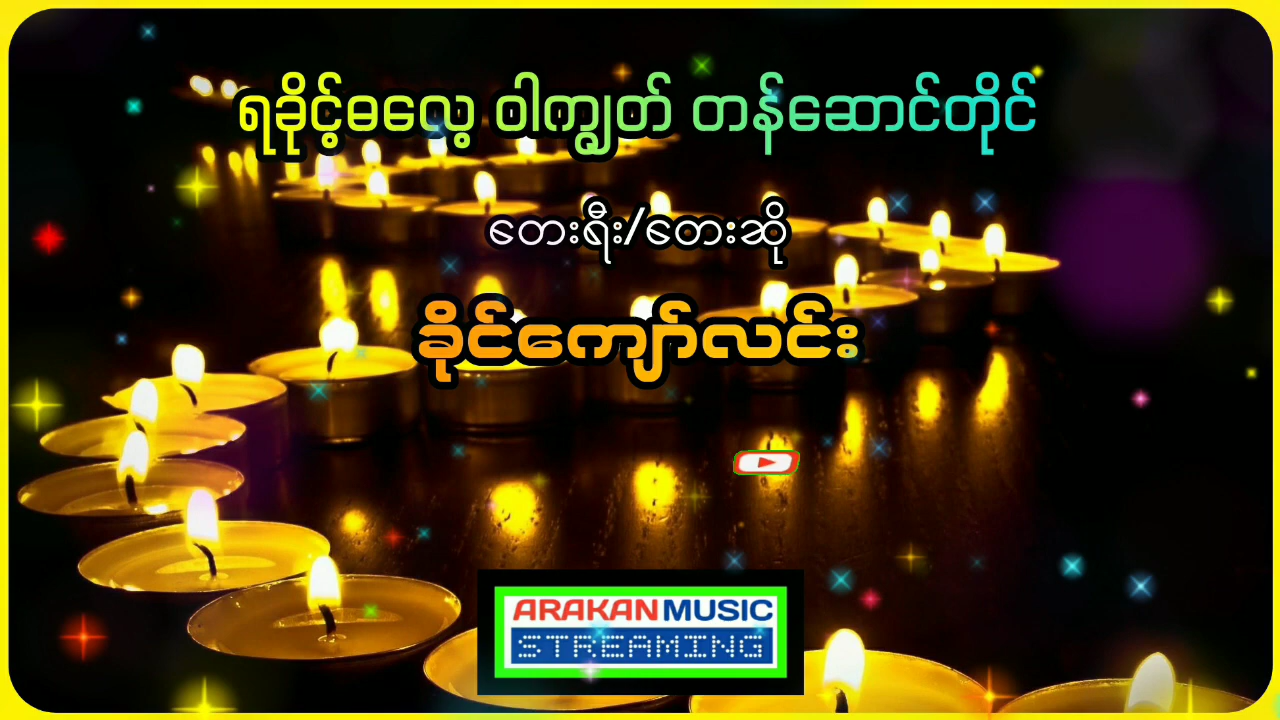 ရခိုင့်ဓလေ့ ဝါကျွတ် တန်ဆောင်တိုင်
တေးရီး/တေးဆို
ခိုင်ကျော်လင်း
ARAKAN MUSIC
STREAMING